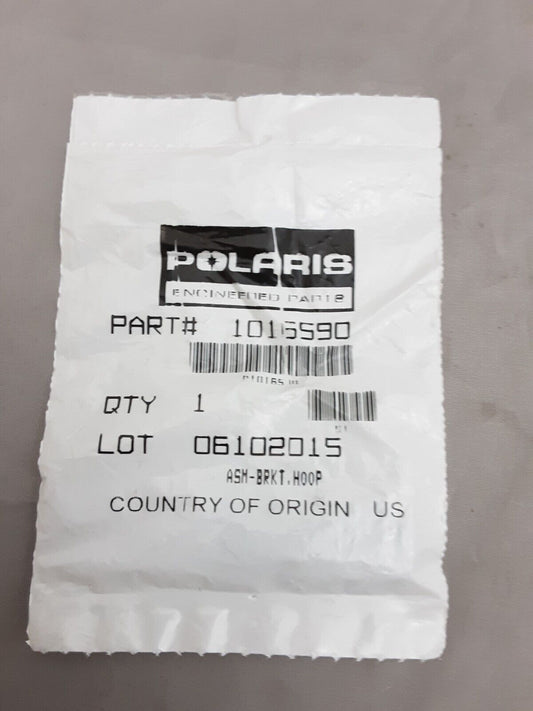 POLARIS
ENGINEERED PARTS
PART# 1016590
QTY 1
LOT 06102015
ASM-BRKT,HOOP
COUNTRY OF ORIGIN US